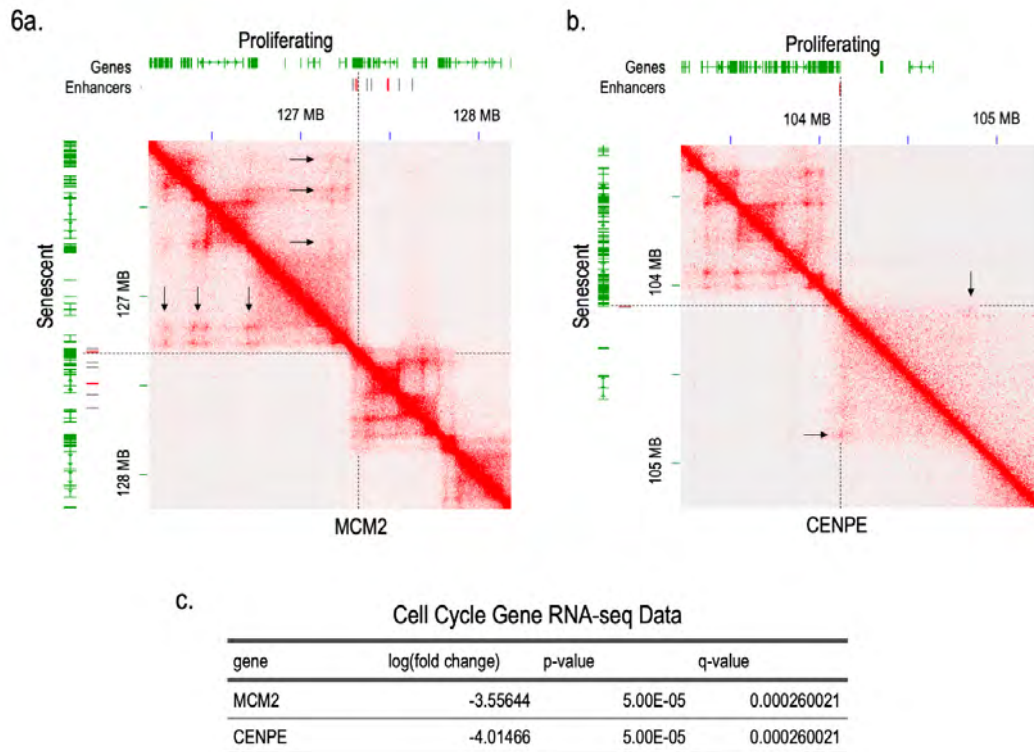 6a.
Proliferating
Genes
Enhancers
127 MB
128 MB
Senescent
127 MB
128 MB
MCM2
b.
Proliferating
Genes
Enhancers
104 MB
105 MB
Senescent
104 MB
105 MB
CENPE
c.
Cell Cycle Gene RNA-seq Data
gene log(fold change) p-value q-value
MCM2 -3.55644 5.00E-05 0.000260021
CENPE -4.01466 5.00E-05 0.000260021